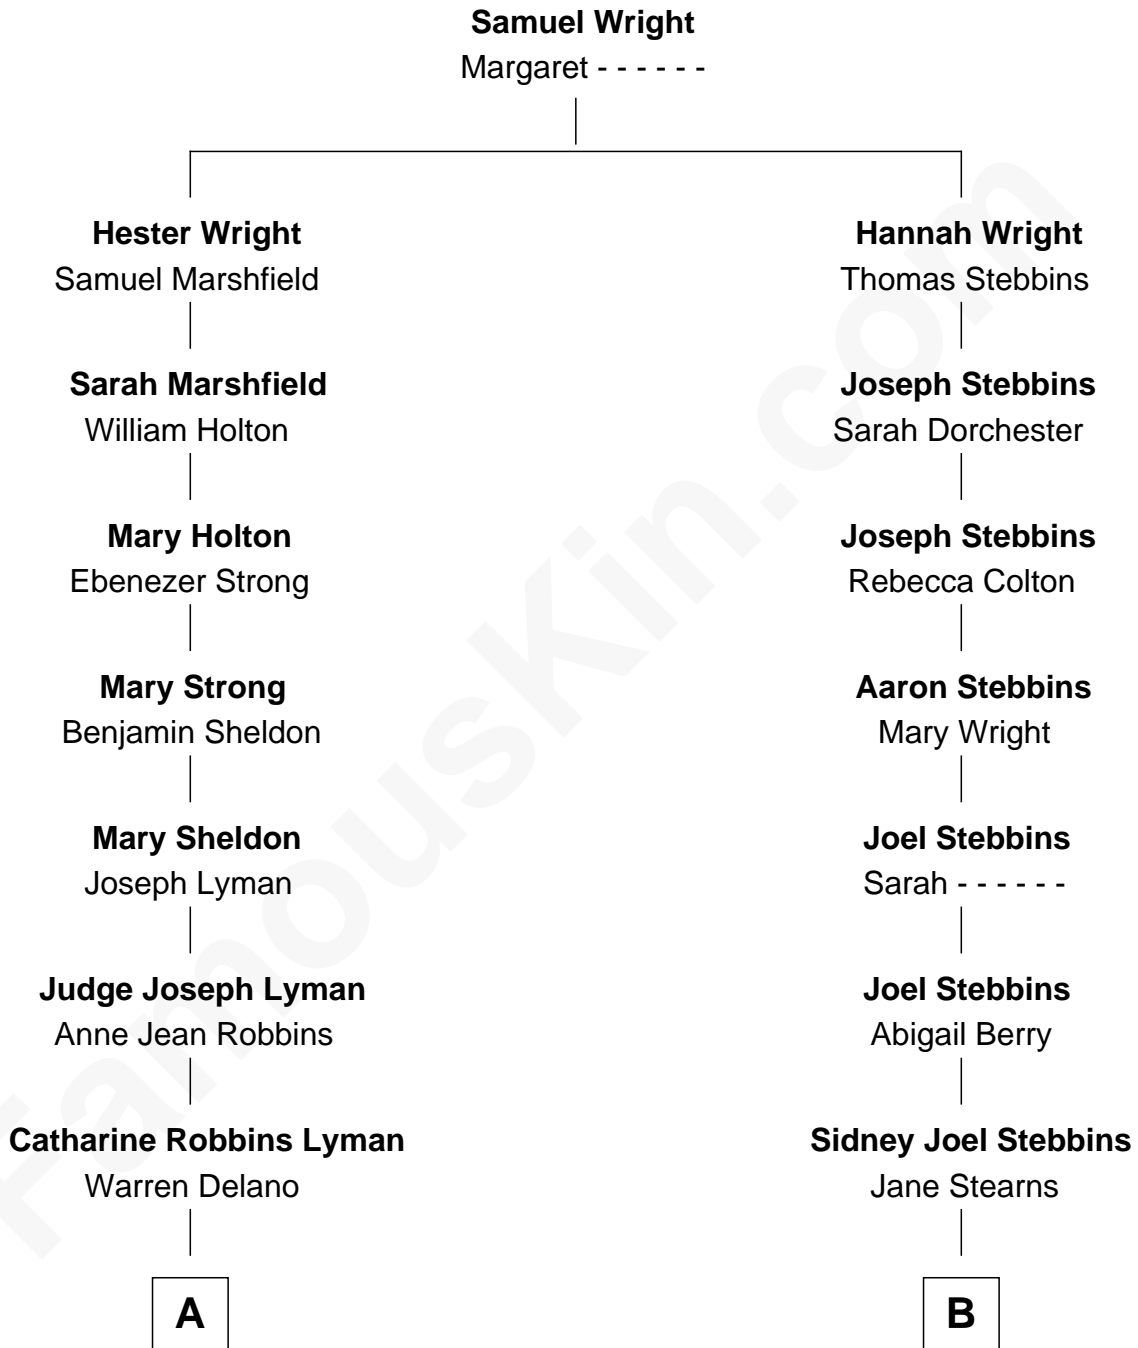 Samuel Wright
Margaret - - - - - -
Hester Wright
Samuel Marshfield
Hannah Wright
Thomas Stebbins
Sarah Marshfield
William Holton
Joseph Stebbins
Sarah Dorchester
Mary Holton
Ebenezer Strong
Joseph Stebbins
Rebecca Colton
Mary Strong
Benjamin Sheldon
Aaron Stebbins
Mary Wright
Mary Sheldon
Joseph Lyman
Joel Stebbins
Sarah - - - - - -
Judge Joseph Lyman
Anne Jean Robbins
Joel Stebbins
Abigail Berry
Catharine Robbins Lyman
Warren Delano
Sidney Joel Stebbins
Jane Stearns
A
B
FamousKin.com